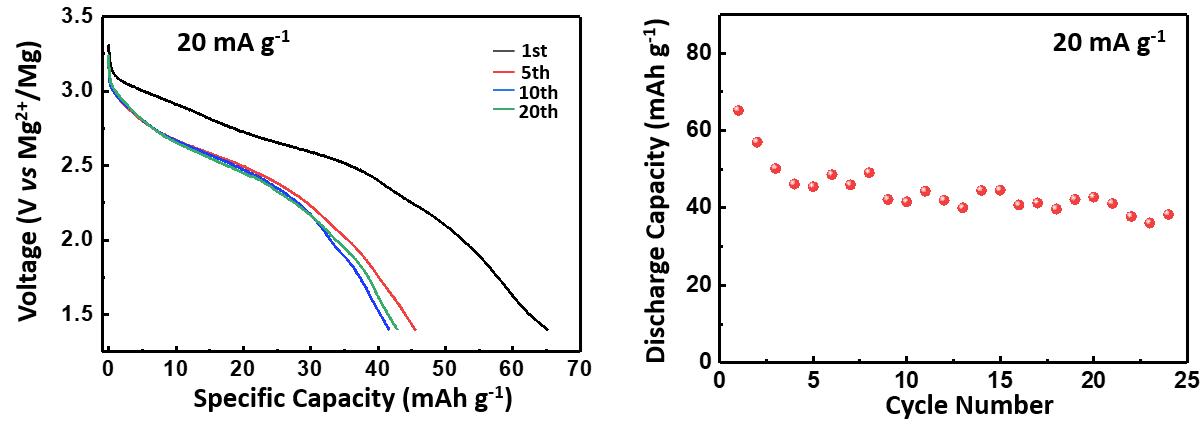 20 mA g⁻¹
1st
5th
10th
20th
3.5
3.0
2.5
2.0
1.5
Voltage (V vs Mg²⁺/Mg)
0 10 20 30 40 50 60 70
Specific Capacity (mAh g⁻¹)
20 mA g⁻¹
80
60
40
20
0
Discharge Capacity (mAh g⁻¹)
0 5 10 15 20 25
Cycle Number